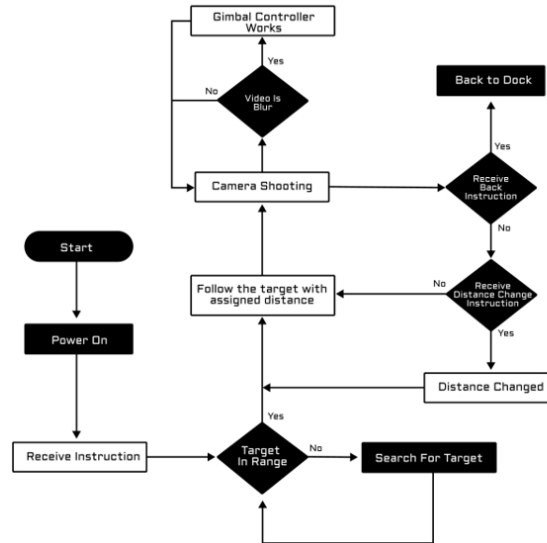 Gimbal Controller
Works
Yes
No
Video Is
Blur
Back to Dock
Yes
Camera Shooting
Receive
Back
Instruction
No
Start
Follow the target with
assigned distance
No
Receive
Distance Change
Instruction
Yes
Power On
Distance Changed
Yes
Receive Instruction
Target
In Range
No
Search For Target